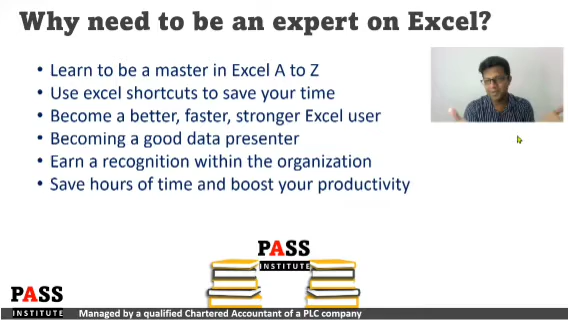 Why need to be an expert on Excel?
• Learn to be a master in Excel A to Z
• Use excel shortcuts to save your time
• Become a better, faster, stronger Excel user
• Becoming a good data presenter
• Earn a recognition within the organization
• Save hours of time and boost your productivity
PASS
INSTITUTE
PASS
INSTITUTE
Managed by a qualified Chartered Accountant of a PLC company